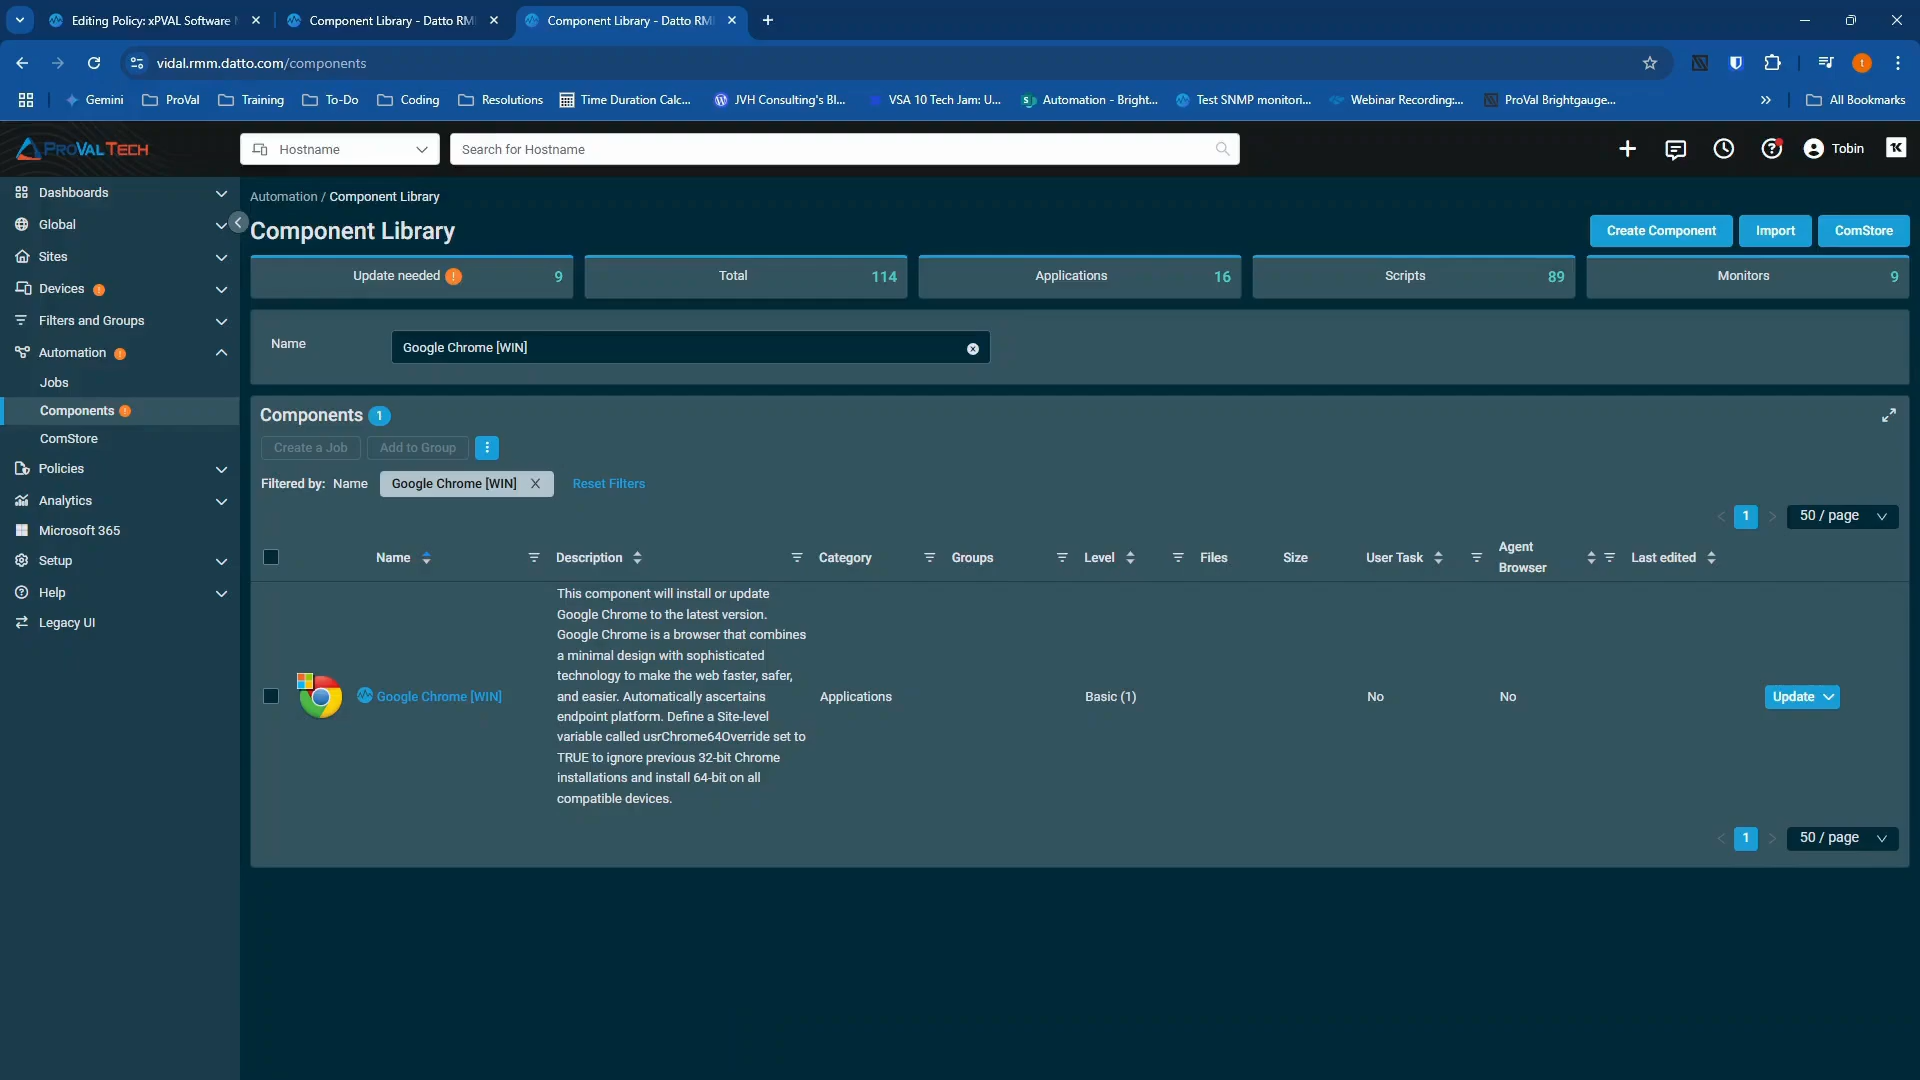 Editing Policy: xPVAL Software
Component Library - Datto RM
Component Library - Datto RM
vidal.rmm.datto.com/components
Gemini
ProVal
Training
To-Do
Coding
Resolutions
Time Duration Calc...
JVH Consulting's Bl...
VSA 10 Tech Jam: U...
Automation - Bright...
Test SNMP monitori...
Webinar Recording:...
ProVal Brightgauge...
All Bookmarks
PROVAL TECH
Hostname
Search for Hostname
Tobin
Dashboards
Global
Sites
Devices
Filters and Groups
Automation
Jobs
Components
ComStore
Policies
Analytics
Microsoft 365
Setup
Help
Legacy UI
Automation / Component Library
Component Library
Create Component
Import
ComStore
Update needed 9
Total 114
Applications 16
Scripts 89
Monitors 9
Name
Google Chrome [WIN]
Components 1
Create a Job
Add to Group
Filtered by: Name Google Chrome [WIN] Reset Filters
1
50 / page
Name
Description
Category
Groups
Level
Files
Size
User Task
Agent
Browser
Last edited
Google Chrome [WIN]
This component will install or update
Google Chrome to the latest version.
Google Chrome is a browser that combines
a minimal design with sophisticated
technology to make the web faster, safer,
and easier. Automatically ascertains
endpoint platform. Define a Site-level
variable called usrChrome64Override set to
TRUE to ignore previous 32-bit Chrome
installations and install 64-bit on all
compatible devices.
Applications
Basic (1)
No
No
Update
1
50 / page